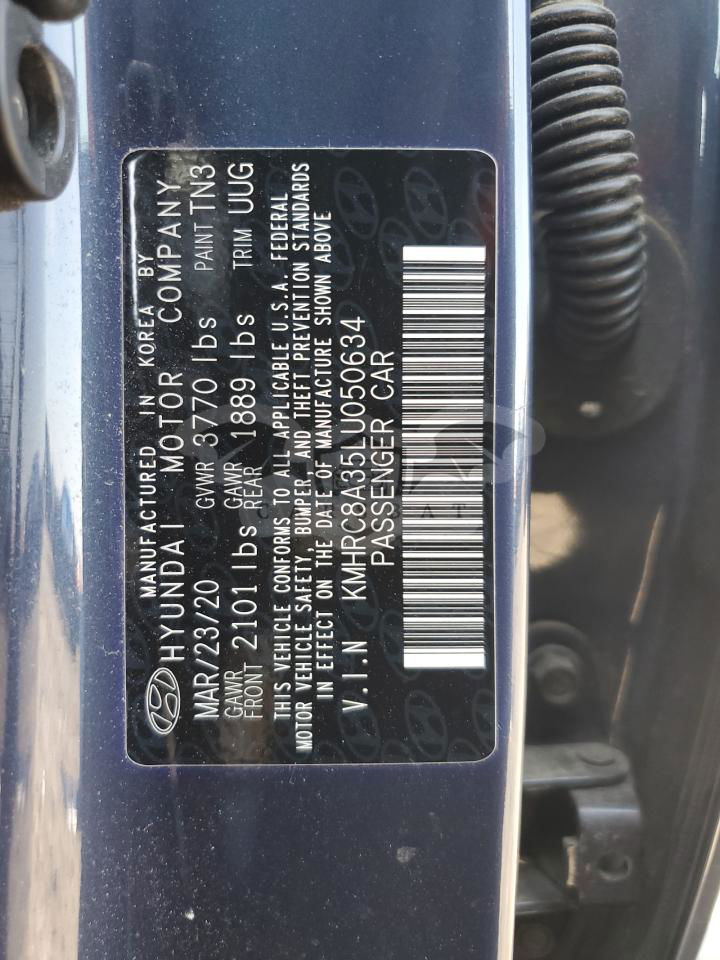 MANUFACTURED IN KOREA BY
HYUNDAI MOTOR COMPANY
MAR/23/20 GVWR 3770 lbs PAINT TN3
GAWR FRONT 2101 lbs GAWR REAR 1889 lbs TRIM UUG
THIS VEHICLE CONFORMS TO ALL APPLICABLE U.S.A. FEDERAL
MOTOR VEHICLE SAFETY, BUMPER, AND THEFT PREVENTION STANDARDS
IN EFFECT ON THE DATE OF MANUFACTURE SHOWN ABOVE
V.I.N KMHRC8A35LU050634
PASSENGER CAR